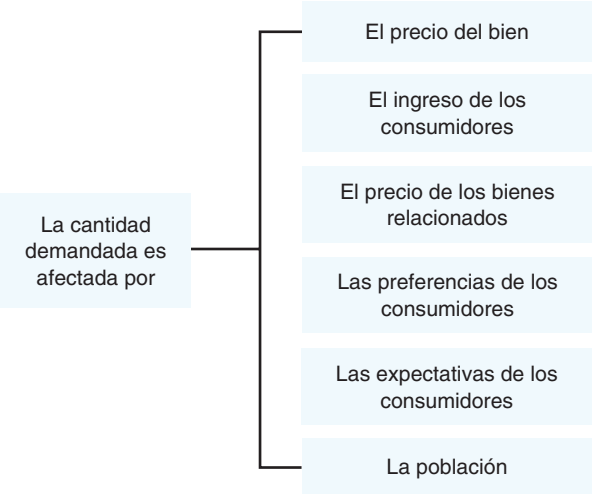 La cantidad
demandada es
afectada por
El precio del bien
El ingreso de los
consumidores
El precio de los bienes
relacionados
Las preferencias de los
consumidores
Las expectativas de los
consumidores
La población